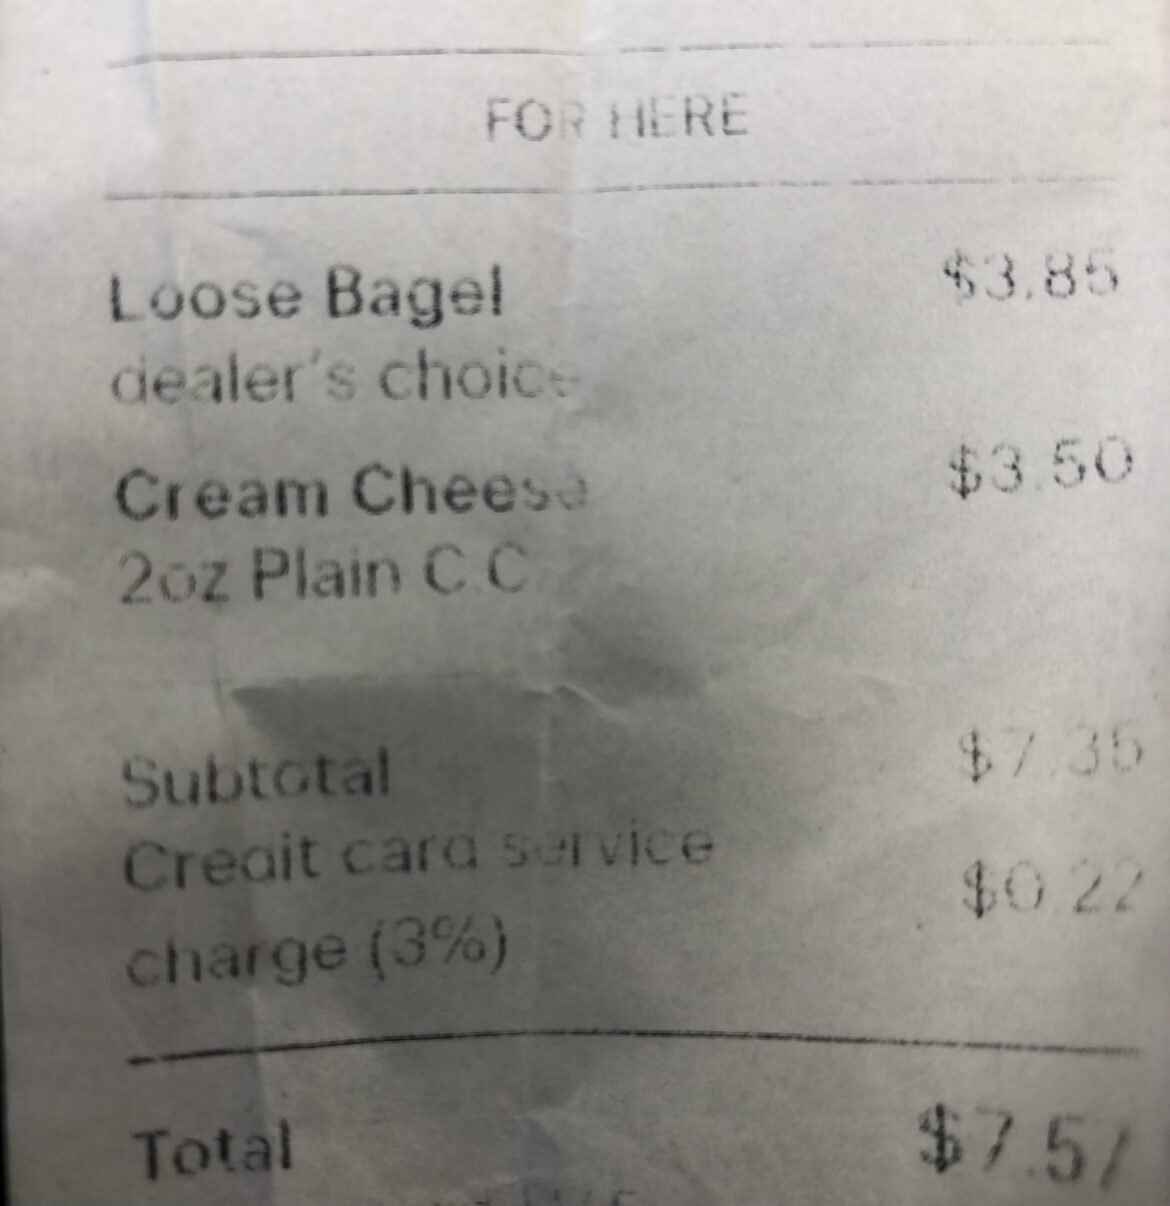 FOR HERE
Loose Bagel $3.85
dealer's choice
Cream Cheese $3.50
2oz Plain C.C
Subtotal $7.35
Credit card service $0.22
charge (3%)
Total $7.57